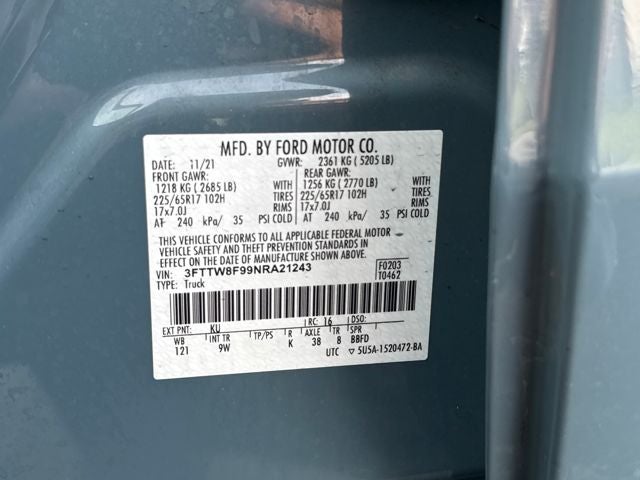 MFD. BY FORD MOTOR CO.
DATE: 11/21 GVWR: 2361 KG ( 5205 LB)
FRONT GAWR: REAR GAWR:
1218 KG ( 2685 LB) WITH 1256 KG ( 2770 LB) WITH
225/65R17 102H TIRES 225/65R17 102H TIRES
17x7.0J RIMS 17x7.0J RIMS
AT 240 kPa/ 35 PSI COLD AT 240 kPa/ 35 PSI COLD
THIS VEHICLE CONFORMS TO ALL APPLICABLE FEDERAL MOTOR
VEHICLE SAFETY AND THEFT PREVENTION STANDARDS IN
EFFECT ON THE DATE OF MANUFACTURE SHOWN ABOVE.
VIN: 3FTTW8F99NRA21243 F0203
TYPE: Truck T0462
EXT PNT: KU RC: 16 DSO:
WB INT TR TP/PS R AXLE TR SPR
121 9W K 38 8 BBFD
UTC ▽ 5U5A-1520472-BA